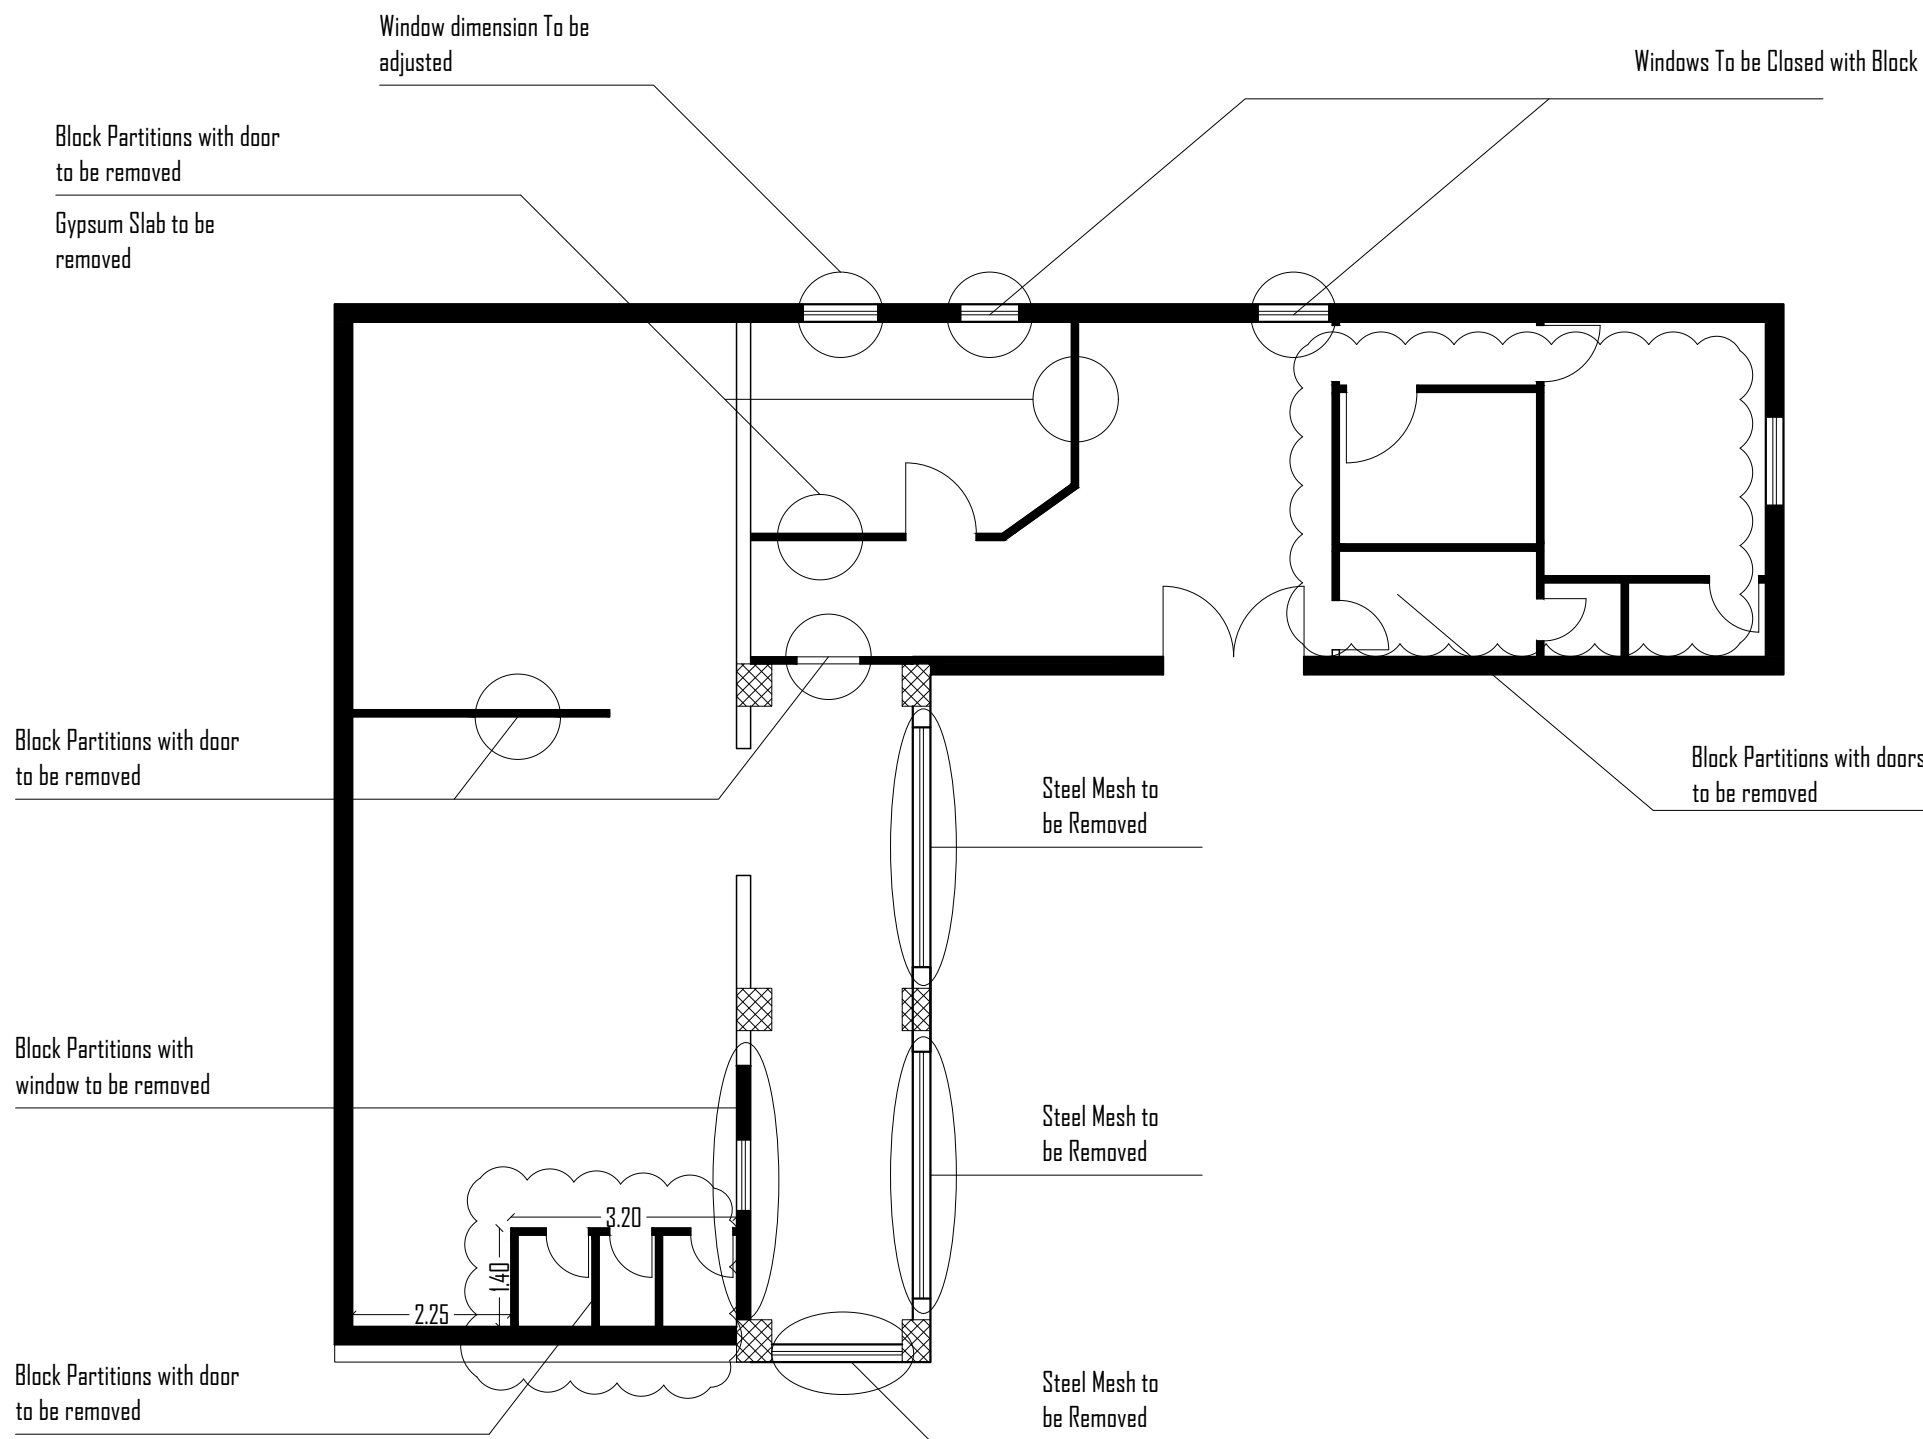 Window dimension To be
adjusted
Windows To be Closed with Block
Block Partitions with door
to be removed
Gypsum Slab to be
removed
Block Partitions with door
to be removed
Block Partitions with doors
to be removed
Steel Mesh to
be Removed
Block Partitions with
window to be removed
Steel Mesh to
be Removed
3.20
1.40
2.25
Block Partitions with door
to be removed
Steel Mesh to
be Removed